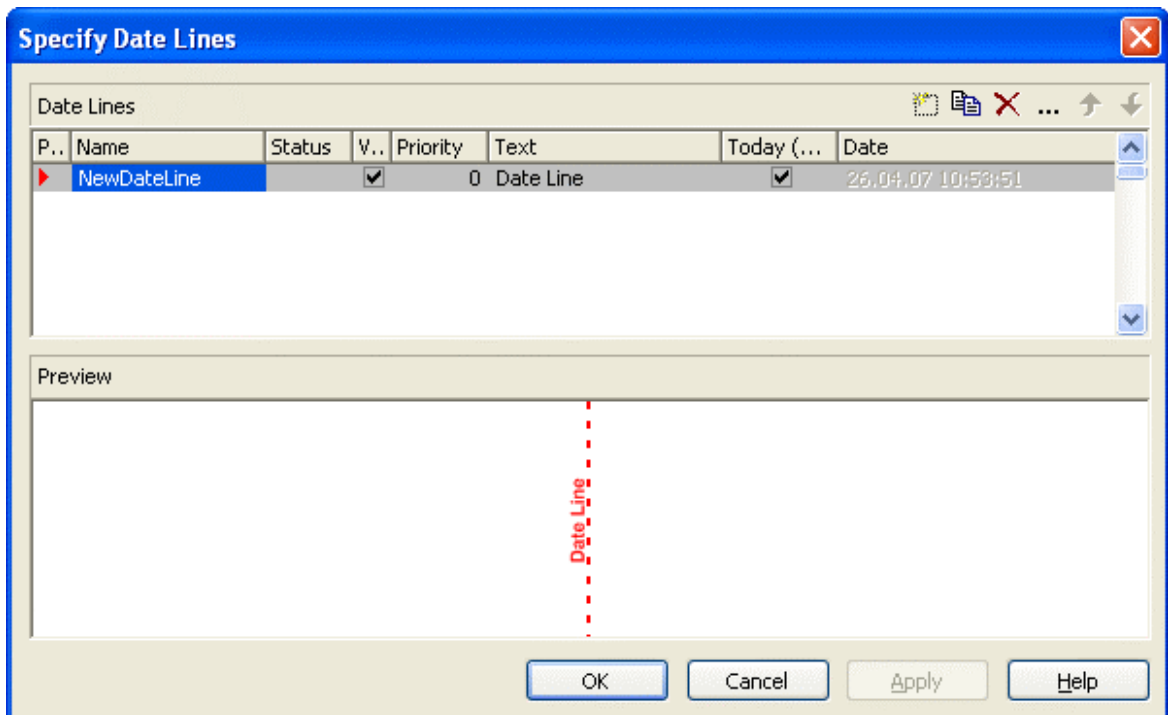 Specify Date Lines
Date Lines ...
P... Name Status V... Priority Text Today (... Date
NewDateLine 0 Date Line 26.04.07 10:53:51
Preview
Date Line
OK Cancel Apply Help